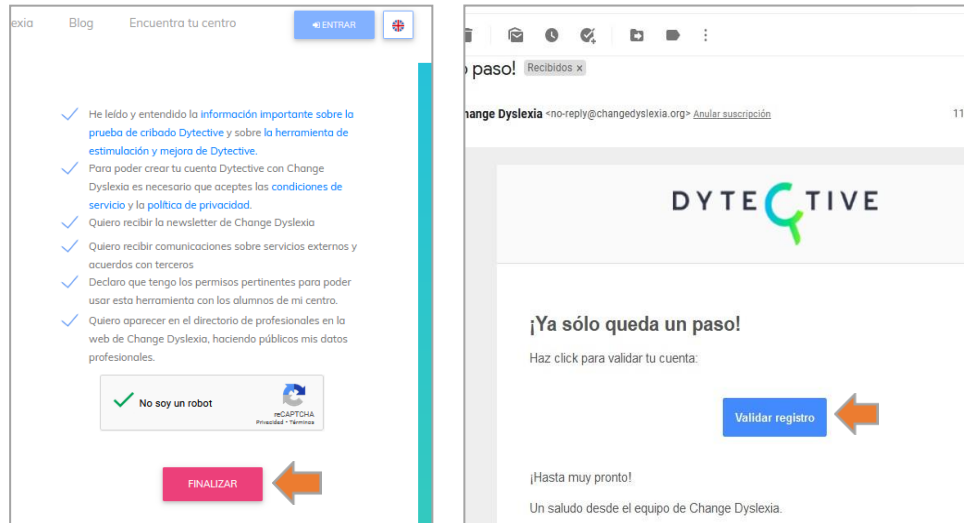 exia Blog Encuentra tu centro ENTRAR
He leído y entendido la información importante sobre la
prueba de cribado Dytective y sobre la herramienta de
estimulación y mejora de Dytective.
Para poder crear tu cuenta Dytective con Change
Dyslexia es necesario que aceptes las condiciones de
servicio y la política de privacidad.
Quiero recibir la newsletter de Change Dyslexia
Quiero recibir comunicaciones sobre servicios externos y
acuerdos con terceros
Declaro que tengo los permisos pertinentes para poder
usar esta herramienta con los alumnos de mi centro.
Quiero aparecer en el directorio de profesionales en la
web de Change Dyslexia, haciendo públicos mis datos
profesionales.
No soy un robot
reCAPTCHA
Privacidad • Términos
FINALIZAR
paso! Recibidos x
hange Dyslexia <no-reply@changedyslexia.org> Anular suscripción 11
DYTECTIVE
¡Ya sólo queda un paso!
Haz click para validar tu cuenta:
Validar registro
¡Hasta muy pronto!
Un saludo desde el equipo de Change Dyslexia.